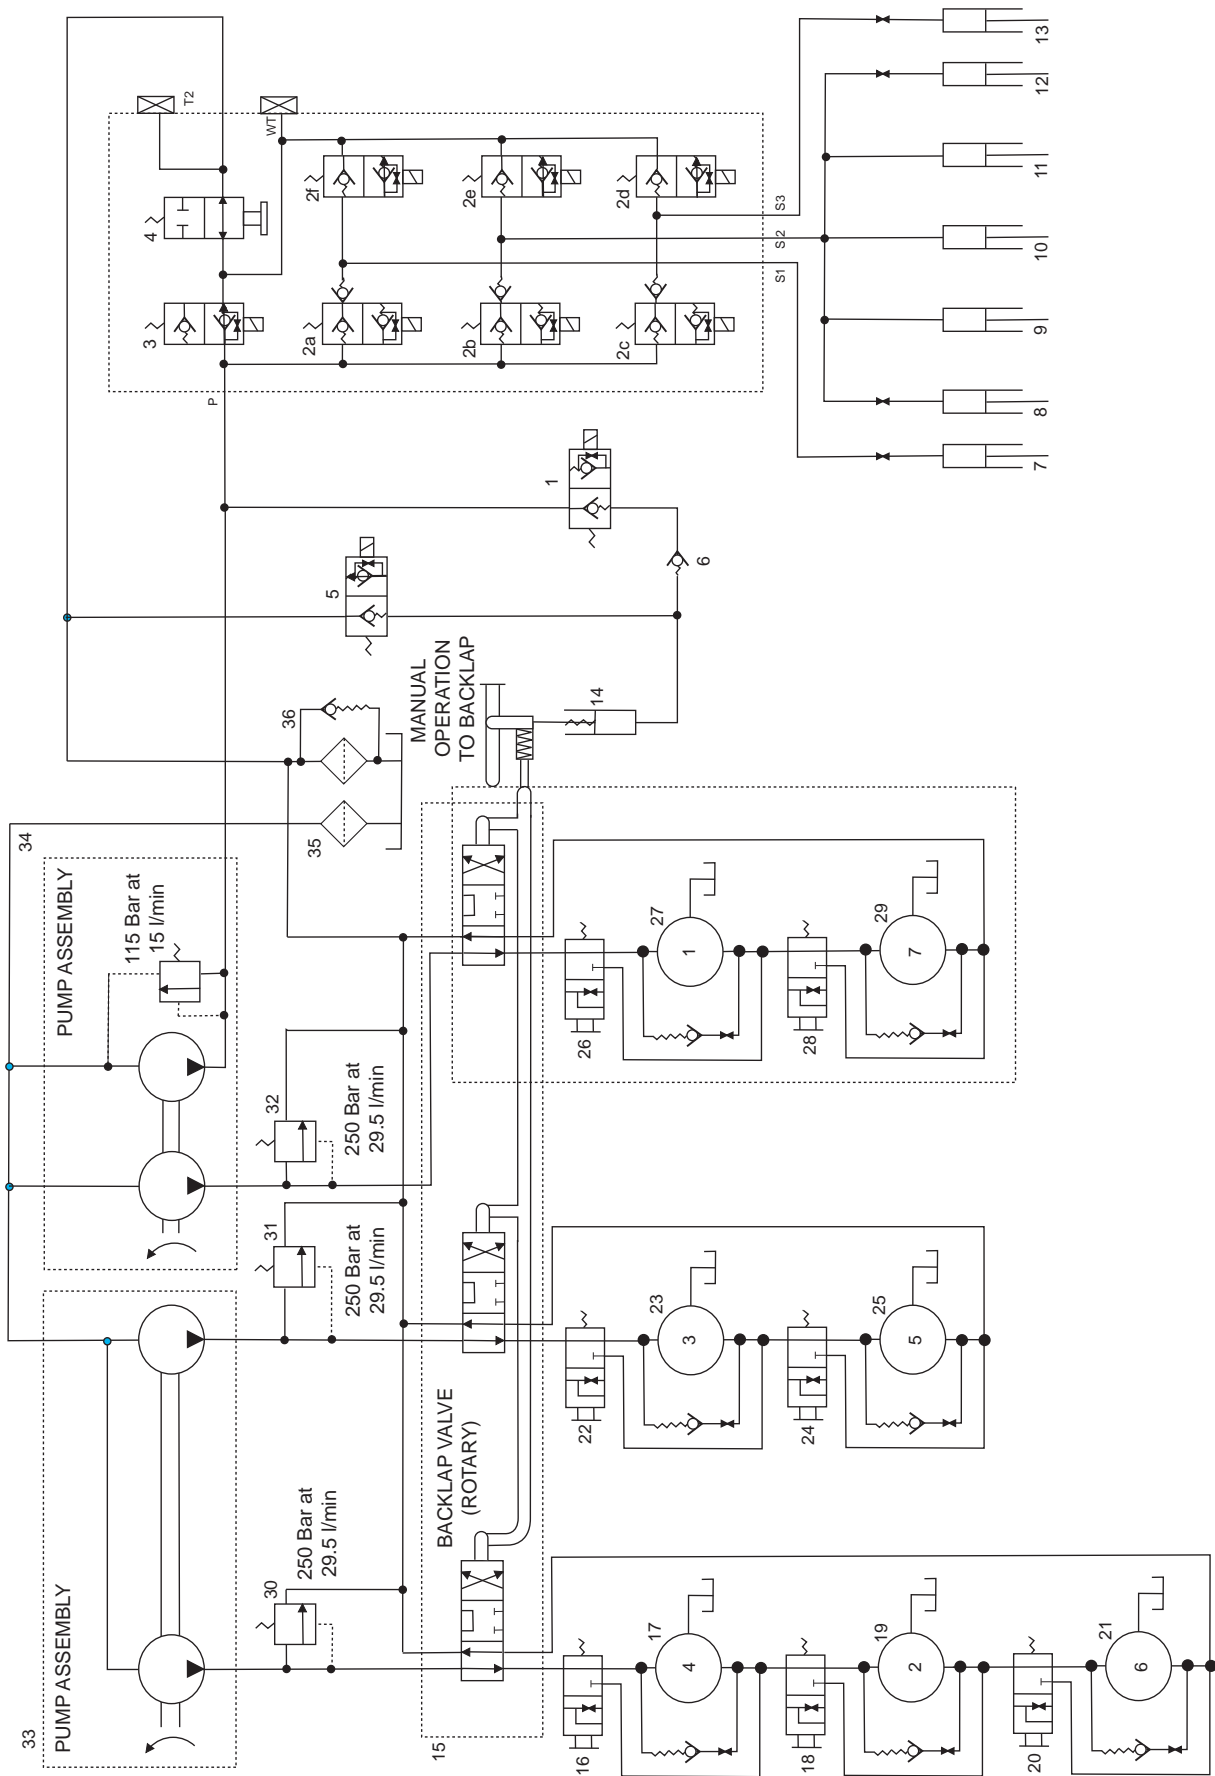 33
PUMP ASSEMBLY
PUMP ASSEMBLY
34
115 Bar at
15 l/min
30
250 Bar at
29.5 l/min
31
250 Bar at
29.5 l/min
32
250 Bar at
29.5 l/min
35
36
MANUAL
OPERATION
TO BACKLAP
14
5
1
6
P
3
4
T2
WT
2a
2b
2c
2d
2e
2f
S1
S2
S3
7
8
9
10
11
12
13
15
BACKLAP VALVE
(ROTARY)
16
17
4
18
19
2
20
21
6
22
23
3
24
25
5
26
27
1
28
29
7